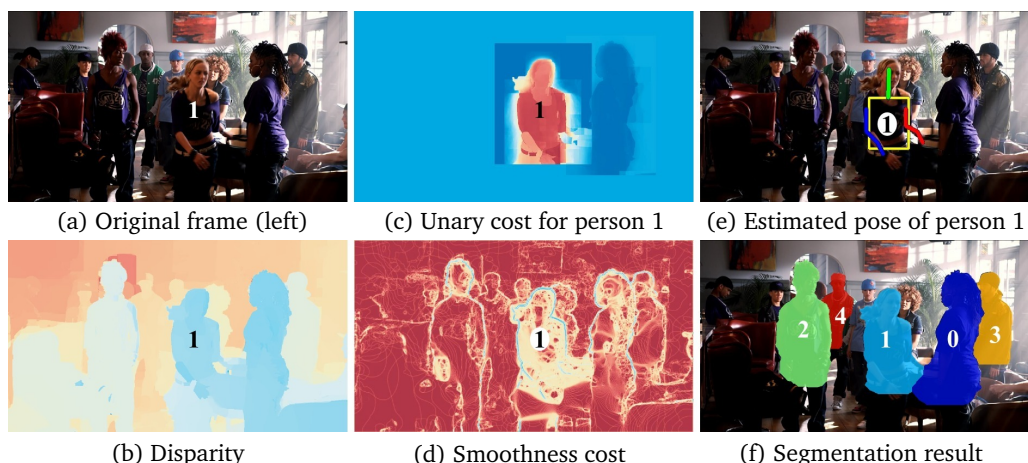 1
1
1
(a) Original frame (left)
(c) Unary cost for person 1
(e) Estimated pose of person 1
1
1
2
4
1
0
3
(b) Disparity
(d) Smoothness cost
(f) Segmentation result